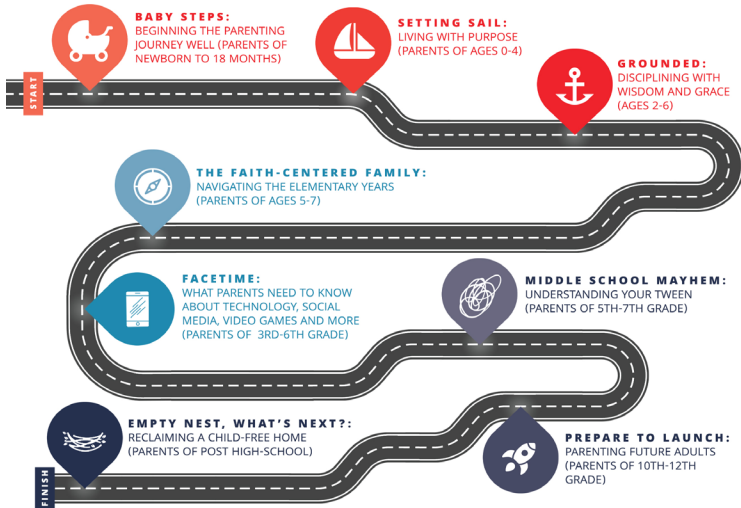 BABY STEPS:
BEGINNING THE PARENTING
JOURNEY WELL (PARENTS OF
NEWBORN TO 18 MONTHS)
SETTING SAIL:
LIVING WITH PURPOSE
(PARENTS OF AGES 0-4)
GROUNDED:
DISCIPLINING WITH
WISDOM AND GRACE
(AGES 2-6)
START
THE FAITH-CENTERED FAMILY:
NAVIGATING THE ELEMENTARY YEARS
(PARENTS OF AGES 5-7)
FACETIME:
WHAT PARENTS NEED TO KNOW
ABOUT TECHNOLOGY, SOCIAL
MEDIA, VIDEO GAMES AND MORE
(PARENTS OF 3RD-6TH GRADE)
MIDDLE SCHOOL MAYHEM:
UNDERSTANDING YOUR TWEEN
(PARENTS OF 5TH-7TH GRADE)
PREPARE TO LAUNCH:
PARENTING FUTURE ADULTS
(PARENTS OF 10TH-12TH
GRADE)
EMPTY NEST, WHAT'S NEXT?:
RECLAIMING A CHILD-FREE HOME
(PARENTS OF POST HIGH-SCHOOL)
FINISH